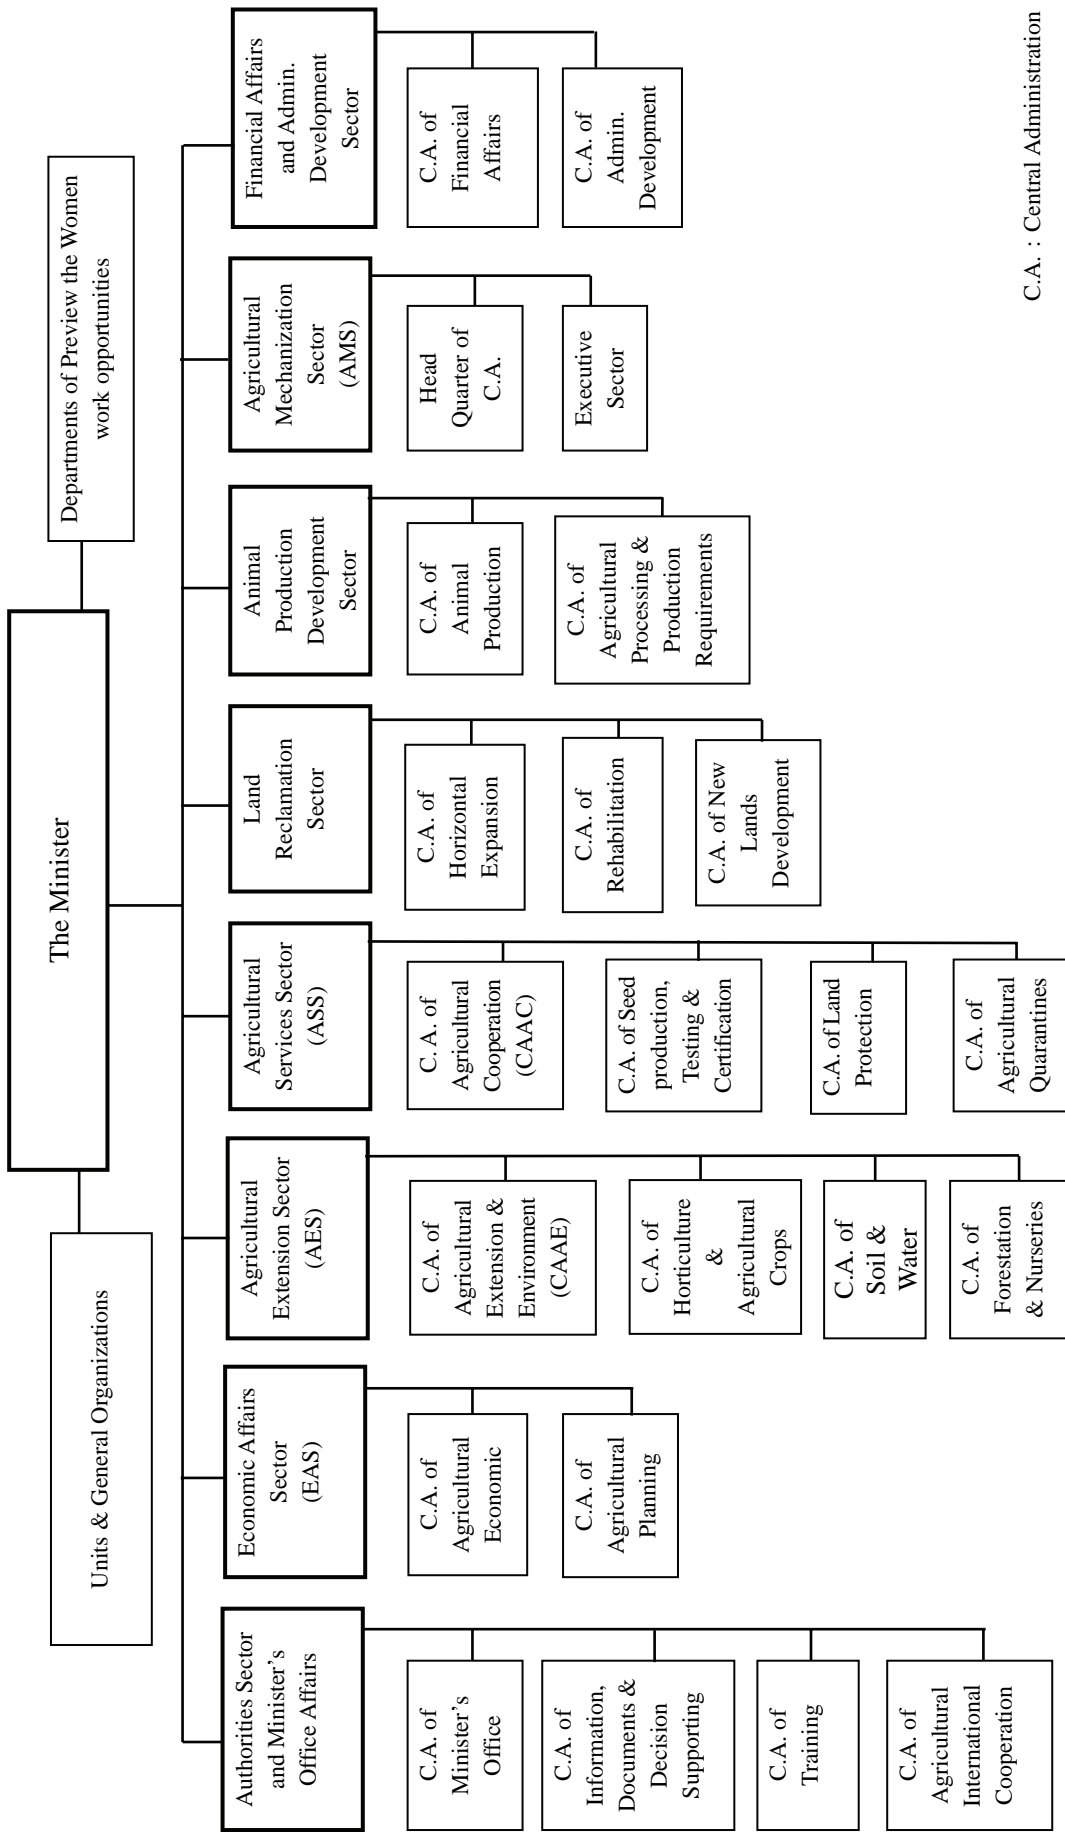 The Minister
Units & General Organizations
Departments of Preview the Women
work opportunities
Authorities Sector
and Minister's
Office Affairs
C.A. of
Minister's
Office
C.A. of
Information,
Documents &
Decision
Supporting
C.A. of
Training
C.A. of
Agricultural
International
Cooperation
Economic Affairs
Sector
(EAS)
C.A. of
Agricultural
Economic
C.A. of
Agricultural
Planning
Agricultural
Extension Sector
(AES)
C.A. of
Agricultural
Extension &
Environment
(CAAE)
C.A. of
Horticulture
&
Agricultural
Crops
C.A. of
Soil &
Water
C.A. of
Forestation
& Nurseries
Agricultural
Services Sector
(ASS)
C. A. of
Agricultural
Cooperation
(CAAC)
C.A. of Seed
production,
Testing &
Certification
C.A. of Land
Protection
C.A. of
Agricultural
Quarantines
Land
Reclamation
Sector
C.A. of
Horizontal
Expansion
C.A. of
Rehabilitation
C.A. of New
Lands
Development
Animal
Production
Development
Sector
C.A. of
Animal
Production
C.A. of
Agricultural
Processing &
Production
Requirements
Agricultural
Mechanization
Sector
(AMS)
Head
Quarter of
C.A.
Executive
Sector
Financial Affairs
and Admin.
Development
Sector
C.A. of
Financial
Affairs
C.A. of
Admin.
Development
C.A. : Central Administration